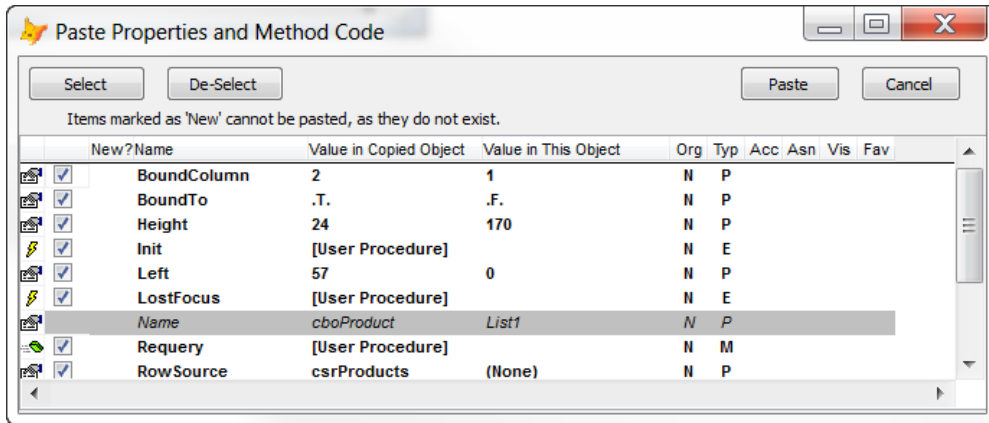 Paste Properties and Method Code
Select De-Select Paste Cancel
Items marked as 'New' cannot be pasted, as they do not exist.
New? Name Value in Copied Object Value in This Object Org Typ Acc Asn Vis Fav
BoundColumn 2 1 N P
BoundTo .T. .F. N P
Height 24 170 N P
Init [User Procedure] N E
Left 57 0 N P
LostFocus [User Procedure] N E
Name cboProduct List1 N P
Requery [User Procedure] N M
RowSource csrProducts (None) N P